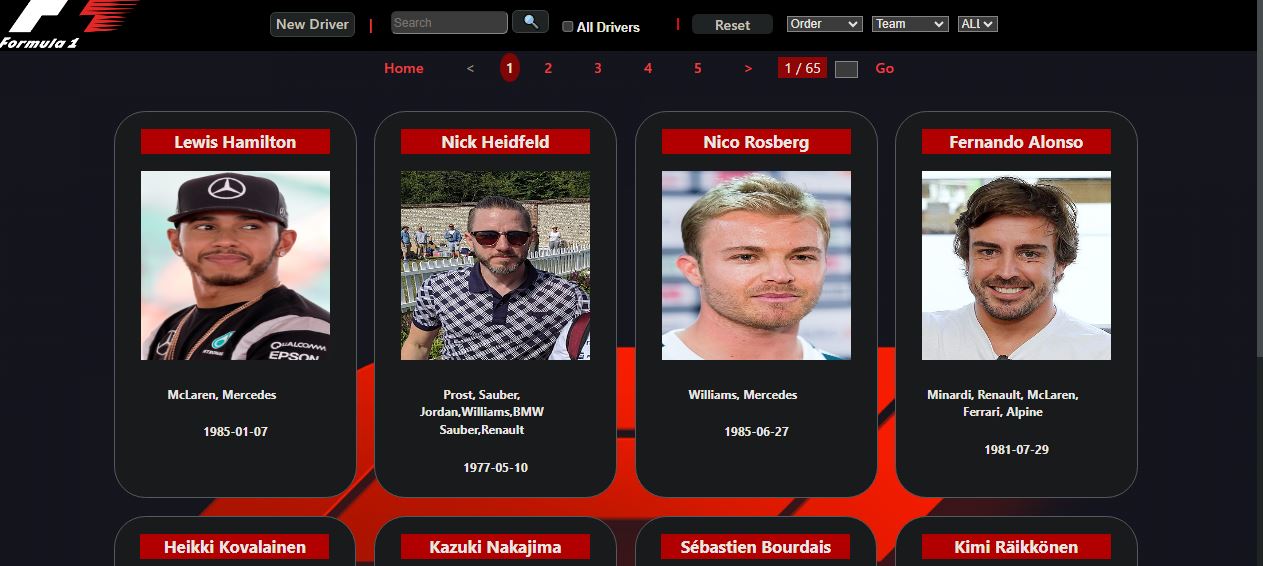 Formula 1
New Driver | Search All Drivers | Reset Order Team ALL
Home < 1 2 3 4 5 > 1 / 65 Go
Lewis Hamilton
Nick Heidfeld
Nico Rosberg
Fernando Alonso
PETRONAS
QUALCOMM
EPSON
McLaren, Mercedes
1985-01-07
Prost, Sauber,
Jordan,Williams,BMW
Sauber,Renault
1977-05-10
Williams, Mercedes
1985-06-27
Minardi, Renault, McLaren,
Ferrari, Alpine
1981-07-29
Heikki Kovalainen
Kazuki Nakajima
Sébastien Bourdais
Kimi Räikkönen